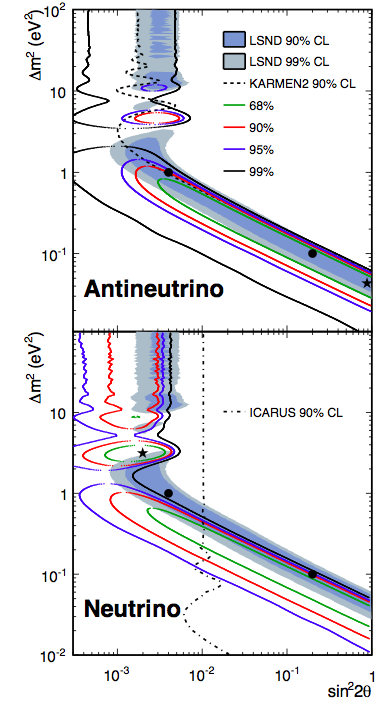 Δm² (eV²)
10²
LSND 90% CL
LSND 99% CL
KARMEN2 90% CL
10
68%
90%
95%
99%
1
10⁻¹
Antineutrino
Δm² (eV²)
10
ICARUS 90% CL
1
10⁻¹
Neutrino
10⁻²
10⁻³ 10⁻² 10⁻¹ 1
sin²2θ